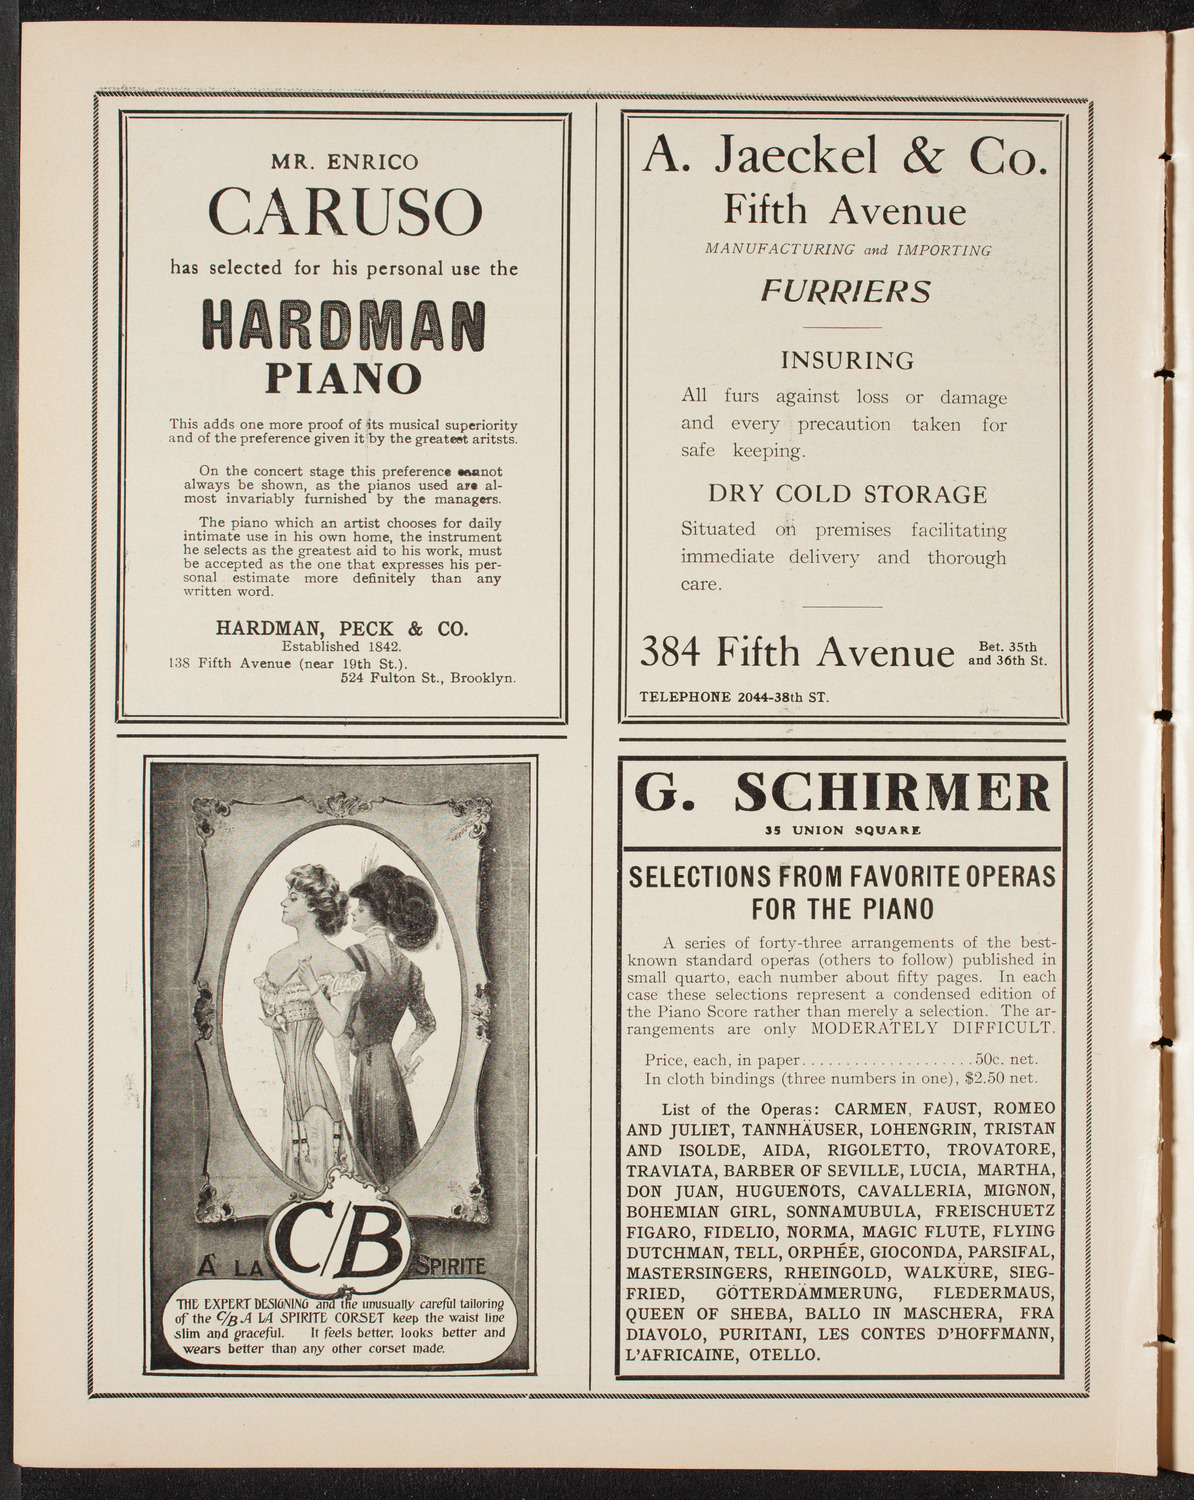 MR. ENRICO
CARUSO
has selected for his personal use the
HARDMAN
PIANO
This adds one more proof of its musical superiority
and of the preference given it by the greatest aritsts.
On the concert stage this preference cannot
always be shown, as the pianos used are al-
most invariably furnished by the managers.
The piano which an artist chooses for daily
intimate use in his own home, the instrument
he selects as the greatest aid to his work, must
be accepted as the one that expresses his per-
sonal estimate more definitely than any
written word.
HARDMAN, PECK & CO.
Established 1842.
138 Fifth Avenue (near 19th St.).
524 Fulton St., Brooklyn.
A. Jaeckel & Co.
Fifth Avenue
MANUFACTURING and IMPORTING
FURRIERS
INSURING
All furs against loss or damage
and every precaution taken for
safe keeping.
DRY COLD STORAGE
Situated on premises facilitating
immediate delivery and thorough
care.
384 Fifth Avenue Bet. 35th
and 36th St.
TELEPHONE 2044-38th ST.
C/B
A LA SPIRITE
THE EXPERT DESIGNING and the unusually careful tailoring
of the C/B A LA SPIRITE CORSET keep the waist line
slim and graceful. It feels better, looks better and
wears better than any other corset made.
G. SCHIRMER
35 UNION SQUARE
SELECTIONS FROM FAVORITE OPERAS
FOR THE PIANO
A series of forty-three arrangements of the best-
known standard operas (others to follow) published in
small quarto, each number about fifty pages. In each
case these selections represent a condensed edition of
the Piano Score rather than merely a selection. The ar-
rangements are only MODERATELY DIFFICULT.
Price, each, in paper....................50c. net.
In cloth bindings (three numbers in one), $2.50 net.
List of the Operas: CARMEN, FAUST, ROMEO
AND JULIET, TANNHÄUSER, LOHENGRIN, TRISTAN
AND ISOLDE, AIDA, RIGOLETTO, TROVATORE,
TRAVIATA, BARBER OF SEVILLE, LUCIA, MARTHA,
DON JUAN, HUGUENOTS, CAVALLERIA, MIGNON,
BOHEMIAN GIRL, SONNAMUBULA, FREISCHUETZ
FIGARO, FIDELIO, NORMA, MAGIC FLUTE, FLYING
DUTCHMAN, TELL, ORPHÉE, GIOCONDA, PARSIFAL,
MASTERSINGERS, RHEINGOLD, WALKÜRE, SIEG-
FRIED, GÖTTERDÄMMERUNG, FLEDERMAUS,
QUEEN OF SHEBA, BALLO IN MASCHERA, FRA
DIAVOLO, PURITANI, LES CONTES D'HOFFMANN,
L'AFRICAINE, OTELLO.